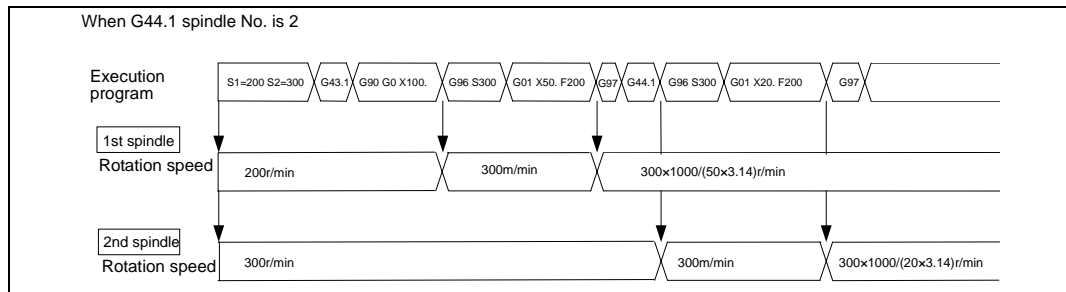 When G44.1 spindle No. is 2
Execution program
S1=200 S2=300 G43.1 G90 G0 X100. G96 S300 G01 X50. F200 G97 G44.1 G96 S300 G01 X20. F200 G97
1st spindle
Rotation speed
200r/min 300m/min 300×1000/(50×3.14)r/min
2nd spindle
Rotation speed
300r/min 300m/min 300×1000/(20×3.14)r/min